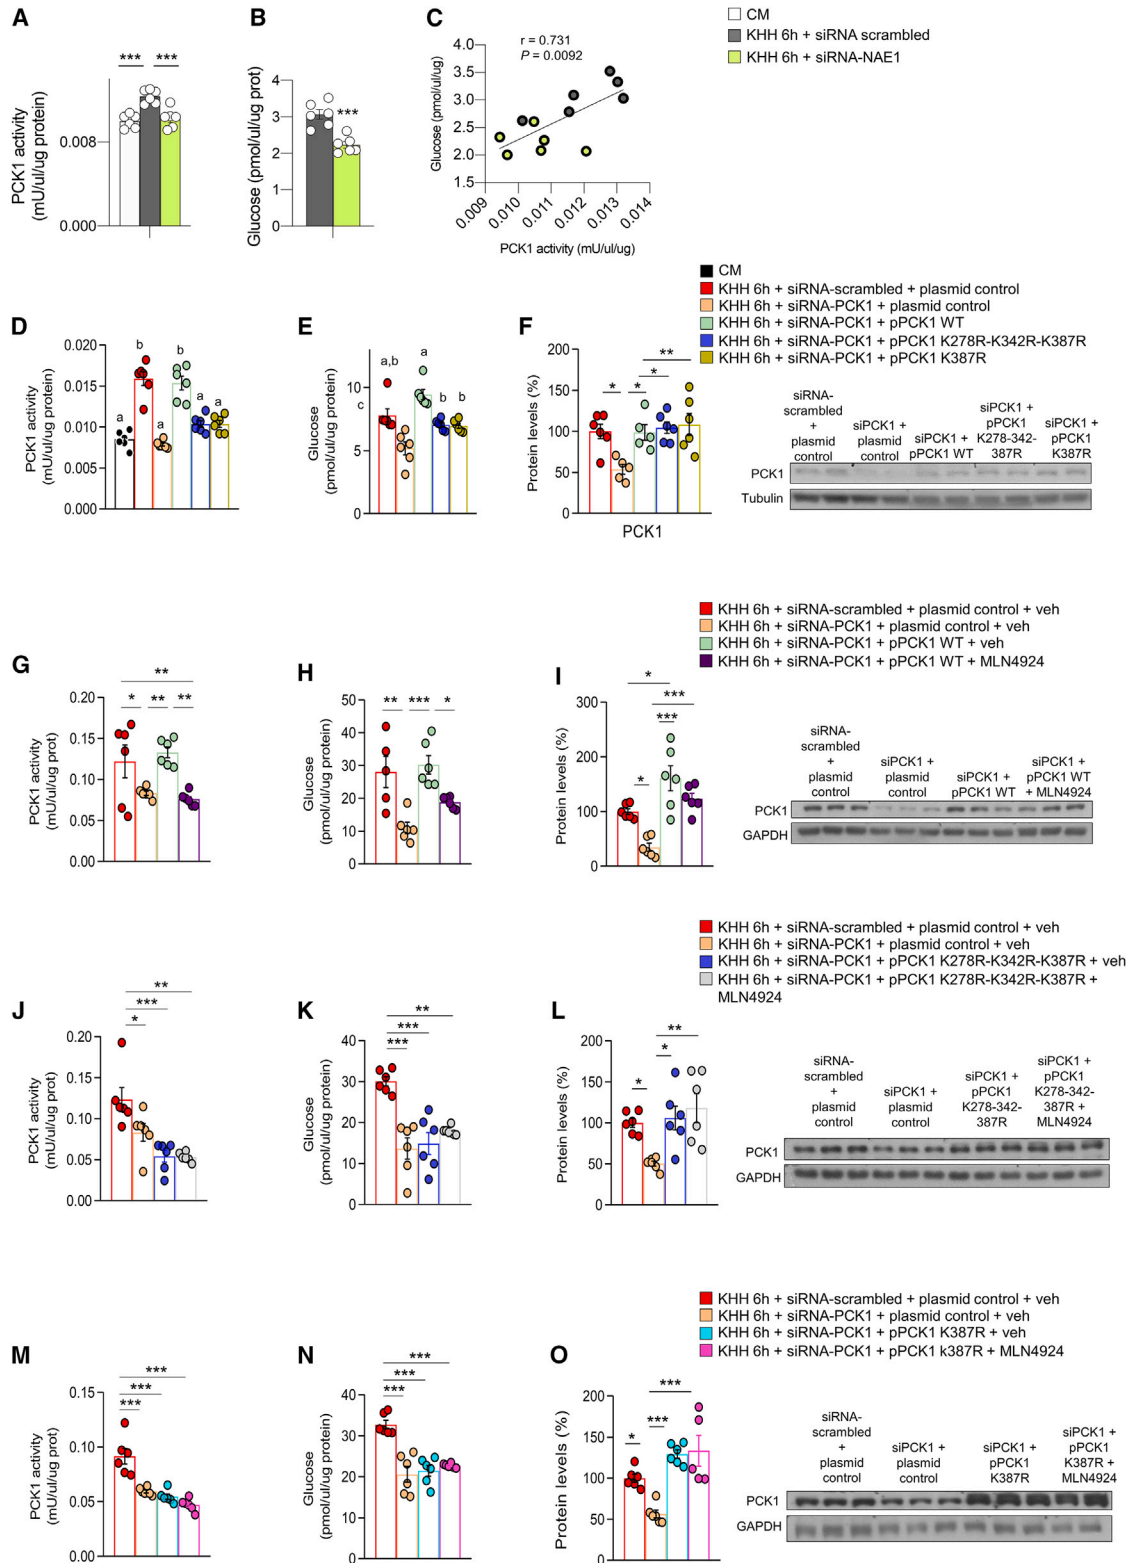 A
B
C
CM
KHH 6h + siRNA scrambled
KHH 6h + siRNA-NAE1
*** ***
PCK1 activity
(mU/ul/ug protein)
0.008
0.000
Glucose (pmol/ul/ug prot)
4
3
2
1
0
***
r = 0.731
P = 0.0092
Glucose (pmol/ul/ug)
4.0
3.5
3.0
2.5
2.0
1.5
0.009 0.010 0.011 0.012 0.013 0.014
PCK1 activity (mU/ul/ug)
CM
KHH 6h + siRNA-scrambled + plasmid control
KHH 6h + siRNA-PCK1 + plasmid control
KHH 6h + siRNA-PCK1 + pPCK1 WT
KHH 6h + siRNA-PCK1 + pPCK1 K278R-K342R-K387R
KHH 6h + siRNA-PCK1 + pPCK1 K387R
D
E
F
PCK1 activity
(mU/ul/ug protein)
0.020
0.015
0.010
0.005
0.000
a b a b a a
Glucose
(pmol/ul/ug protein)
10
5
0
a,b a b b
Protein levels (%)
200
150
100
50
0
* * * **
PCK1
siRNA-
scrambled
+
plasmid
control
siPCK1 +
plasmid
control
siPCK1 +
pPCK1 WT
siPCK1 +
pPCK1
K278-342-
387R
siPCK1 +
pPCK1
K387R
PCK1
Tubulin
KHH 6h + siRNA-scrambled + plasmid control + veh
KHH 6h + siRNA-PCK1 + plasmid control + veh
KHH 6h + siRNA-PCK1 + pPCK1 WT + veh
KHH 6h + siRNA-PCK1 + pPCK1 WT + MLN4924
G
H
I
PCK1 activity
(mU/ul/ug prot)
0.20
0.15
0.10
0.05
0.00
**
* ** **
Glucose
(pmol/ul/ug protein)
50
40
30
20
10
0
** *** *
Protein levels (%)
300
200
100
0
*
***
***
*
siRNA-
scrambled
+
plasmid
control
siPCK1 +
plasmid
control
siPCK1 +
pPCK1 WT
siPCK1 +
pPCK1 WT
+ MLN4924
PCK1
GAPDH
KHH 6h + siRNA-scrambled + plasmid control + veh
KHH 6h + siRNA-PCK1 + plasmid control + veh
KHH 6h + siRNA-PCK1 + pPCK1 K278R-K342R-K387R + veh
KHH 6h + siRNA-PCK1 + pPCK1 K278R-K342R-K387R +
MLN4924
J
K
L
PCK1 activity
(mU/ul/ug prot)
0.20
0.15
0.10
0.05
0.00
**
***
*
Glucose
(pmol/ug protein)
40
30
20
10
0
**
***
***
Protein levels (%)
200
150
100
50
0
**
*
*
siRNA-
scrambled
+
plasmid
control
siPCK1 +
plasmid
control
siPCK1 +
pPCK1
K278-342-
387R
siPCK1 +
pPCK1
K278-342-
387R +
MLN4924
PCK1
GAPDH
KHH 6h + siRNA-scrambled + plasmid control + veh
KHH 6h + siRNA-PCK1 + plasmid control + veh
KHH 6h + siRNA-PCK1 + pPCK1 K387R + veh
KHH 6h + siRNA-PCK1 + pPCK1 k387R + MLN4924
M
N
O
PCK1 activity
(mU/ul/ug prot)
0.15
0.10
0.05
0.00
***
***
***
Glucose
(pmol/ul/ug protein)
40
30
20
10
0
***
***
***
Protein levels (%)
200
150
100
50
0
***
***
*
siRNA-
scrambled
+
plasmid
control
siPCK1 +
plasmid
control
siPCK1 +
pPCK1
K387R
siPCK1 +
pPCK1
K387R +
MLN4924
PCK1
GAPDH